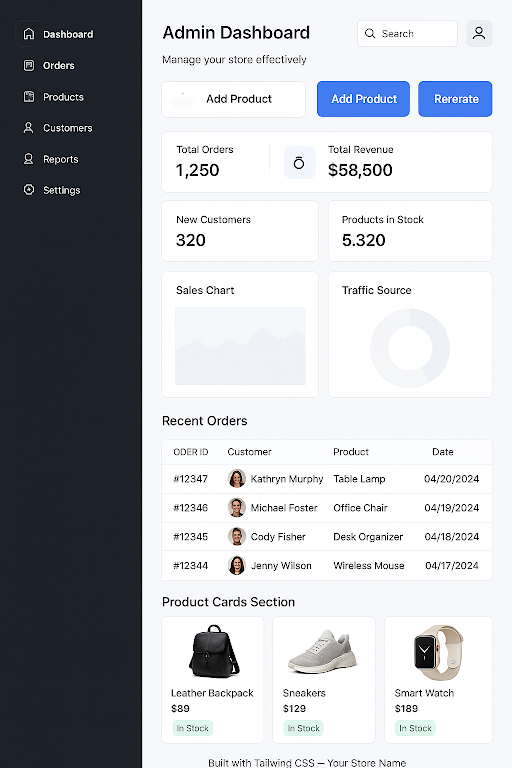 Dashboard
Orders
Products
Customers
Reports
Settings
Admin Dashboard
Search
Manage your store effectively
Add Product
Add Product
Rererate
Total Orders
1,250
Total Revenue
$58,500
New Customers
320
Products in Stock
5.320
Sales Chart
Traffic Source
Recent Orders
ODER ID Customer Product Date
#12347 Kathryn Murphy Table Lamp 04/20/2024
#12346 Michael Foster Office Chair 04/19/2024
#12345 Cody Fisher Desk Organizer 04/18/2024
#12344 Jenny Wilson Wireless Mouse 04/17/2024
Product Cards Section
Leather Backpack
$89
In Stock
Sneakers
$129
In Stock
Smart Watch
$189
In Stock
Built with Tailwing CSS — Your Store Name